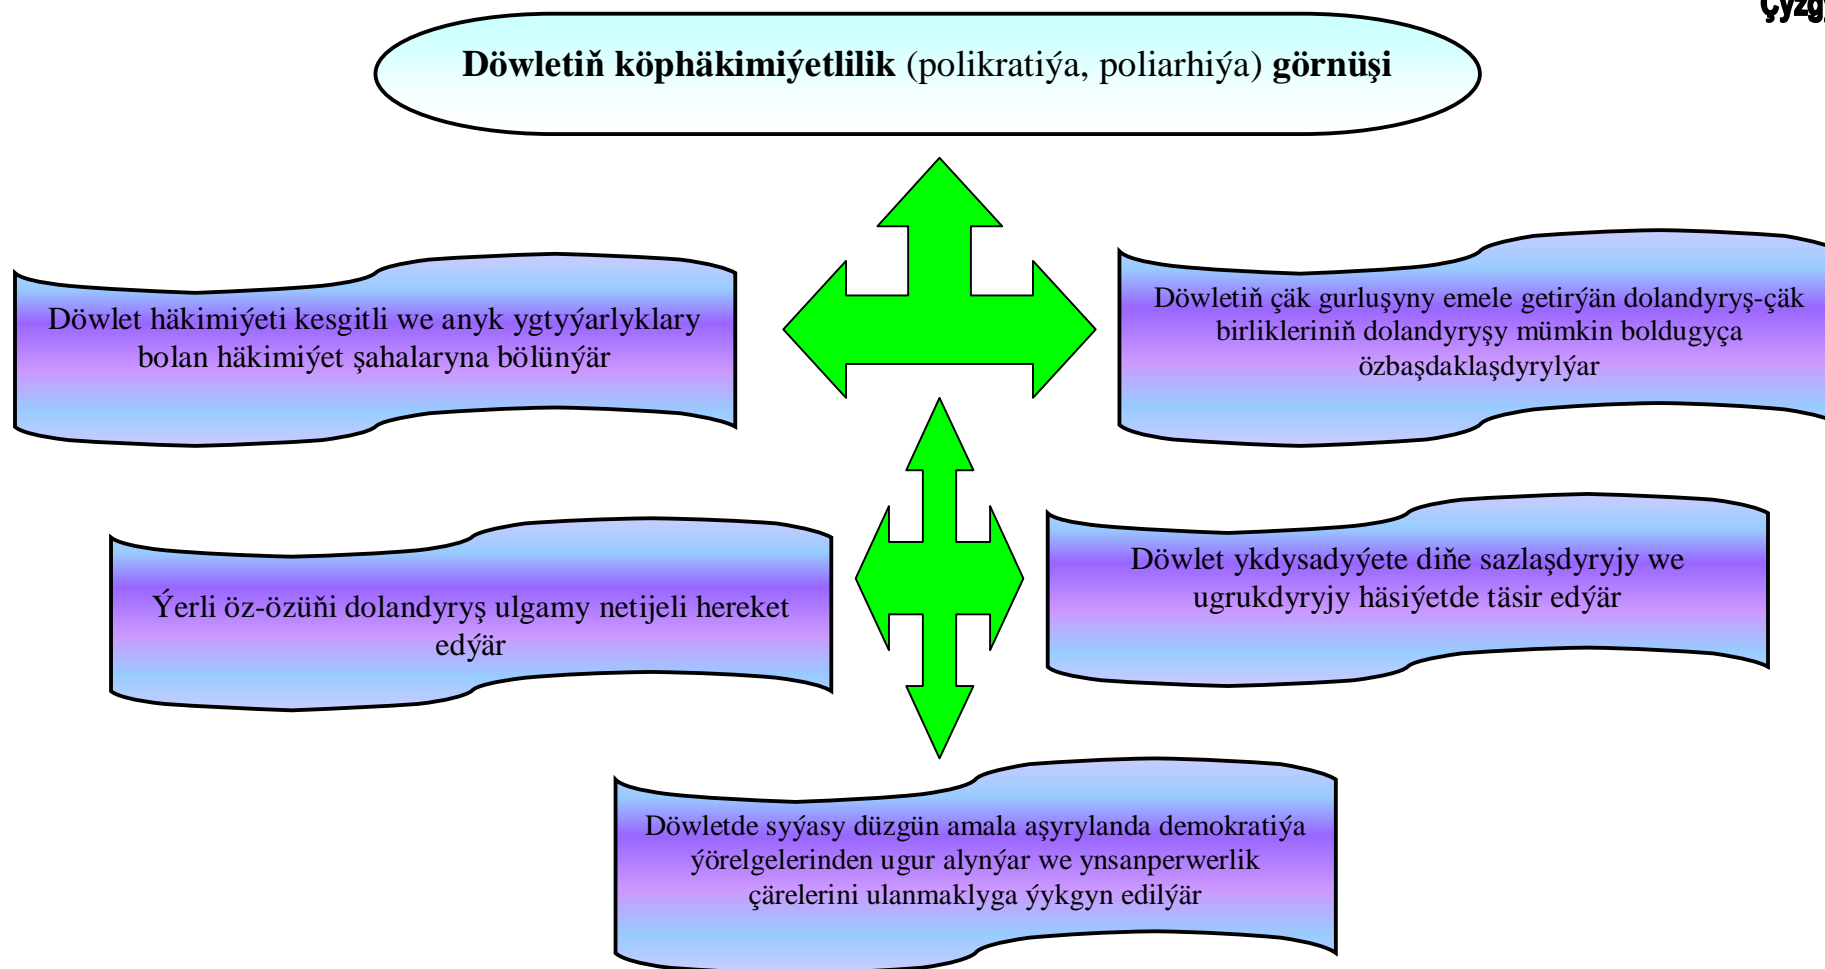 Döwletiň köphäkimiýetlilik (polikratiýa, poliarhiýa) görnüşi
Döwlet häkimiýeti kesgitli we anyk ygtyýarlyklary
bolan häkimiýet şahalaryna bölünýär
Döwletiň çäk gurluşyny emele getirýän dolandyryş-çäk
birlikleriniň dolandyryşy mümkin boldugyça
özbaşdaklaşdyrylýar
Ýerli öz-özüňi dolandyryş ulgamy netijeli hereket
edýär
Döwlet ykdysadyýete diňe sazlaşdyryjy we
ugrukdyryjy häsiýetde täsir edýär
Döwletde syýasy düzgün amala aşyrylanda demokratiýa
ýörelgelerinden ugur alynýar we ynsanperwerlik
çärelerini ulanmaklyga ýykgyn edilýär